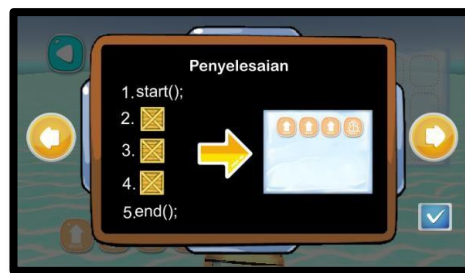 Penyelesaian
1. start();
2.
3.
4.
5.end();